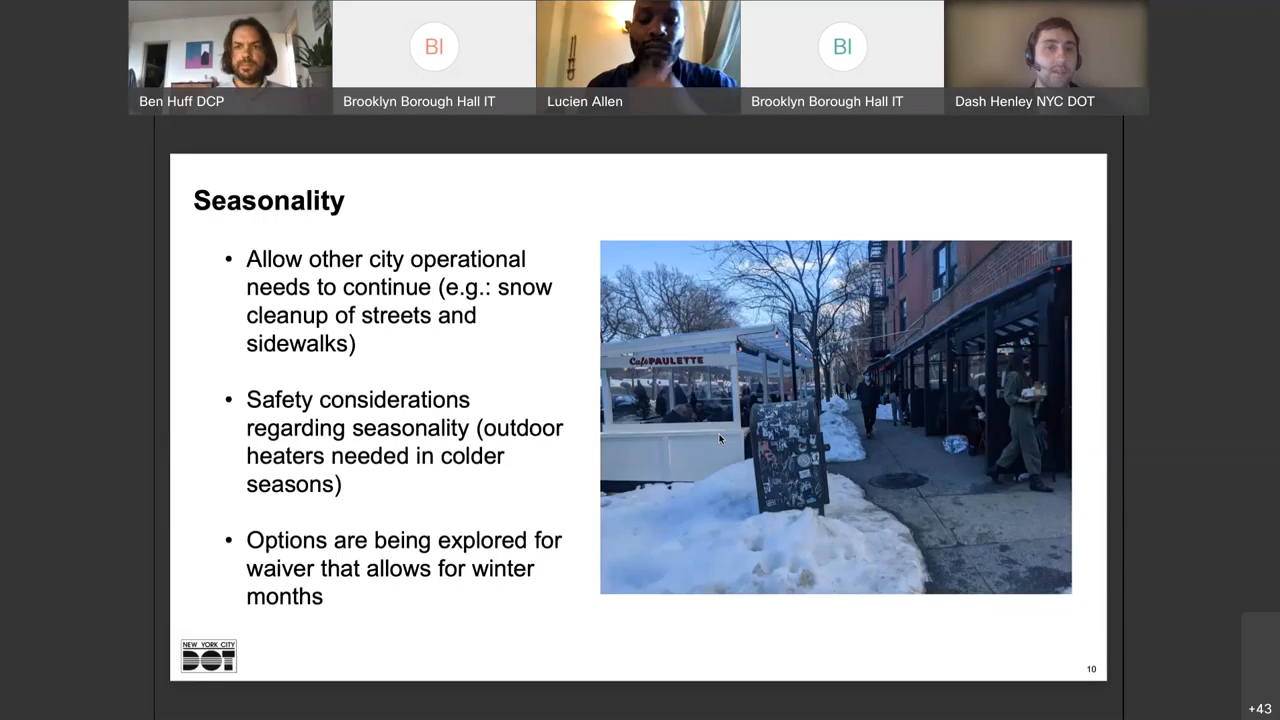 BI
BI
Ben Huff DCP
Brooklyn Borough Hall IT
Lucien Allen
Brooklyn Borough Hall IT
Dash Henley NYC DOT
Seasonality
• Allow other city operational
needs to continue (e.g.: snow
cleanup of streets and
sidewalks)
• Safety considerations
regarding seasonality (outdoor
heaters needed in colder
seasons)
• Options are being explored for
waiver that allows for winter
months
Café PAULETTE
NEW YORK CITY
DOT
10
+43